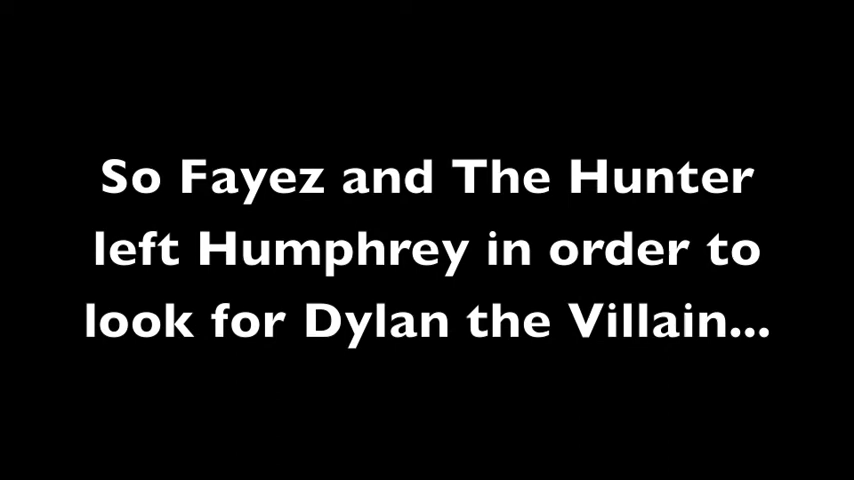 So Fayez and The Hunter
left Humphrey in order to
look for Dylan the Villain...